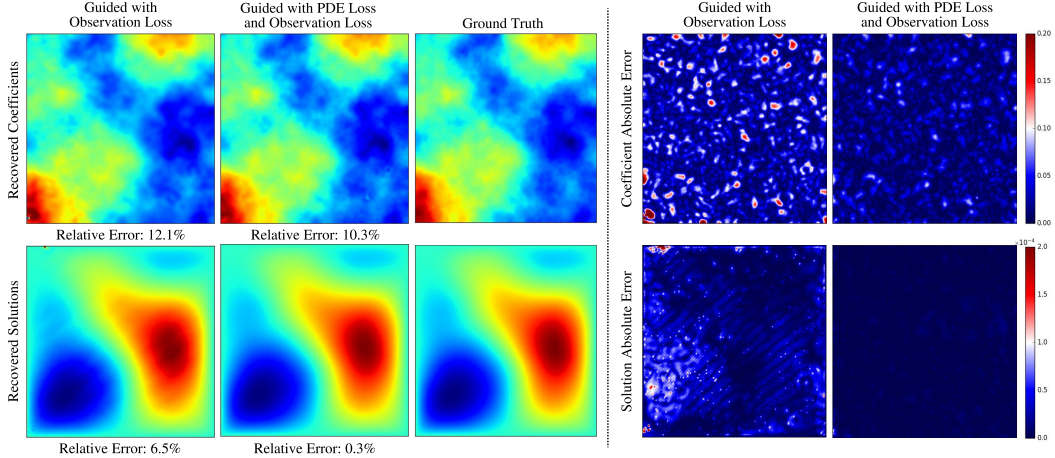 Guided with
Observation Loss
Guided with PDE Loss
and Observation Loss
Ground Truth
Guided with
Observation Loss
Guided with PDE Loss
and Observation Loss
Recovered Coefficients
Coefficient Absolute Error
0.20
0.15
0.10
0.05
0.00
Relative Error: 12.1%
Relative Error: 10.3%
Recovered Solutions
Solution Absolute Error
×10⁻⁴
2.0
1.5
1.0
0.5
0.0
Relative Error: 6.5%
Relative Error: 0.3%